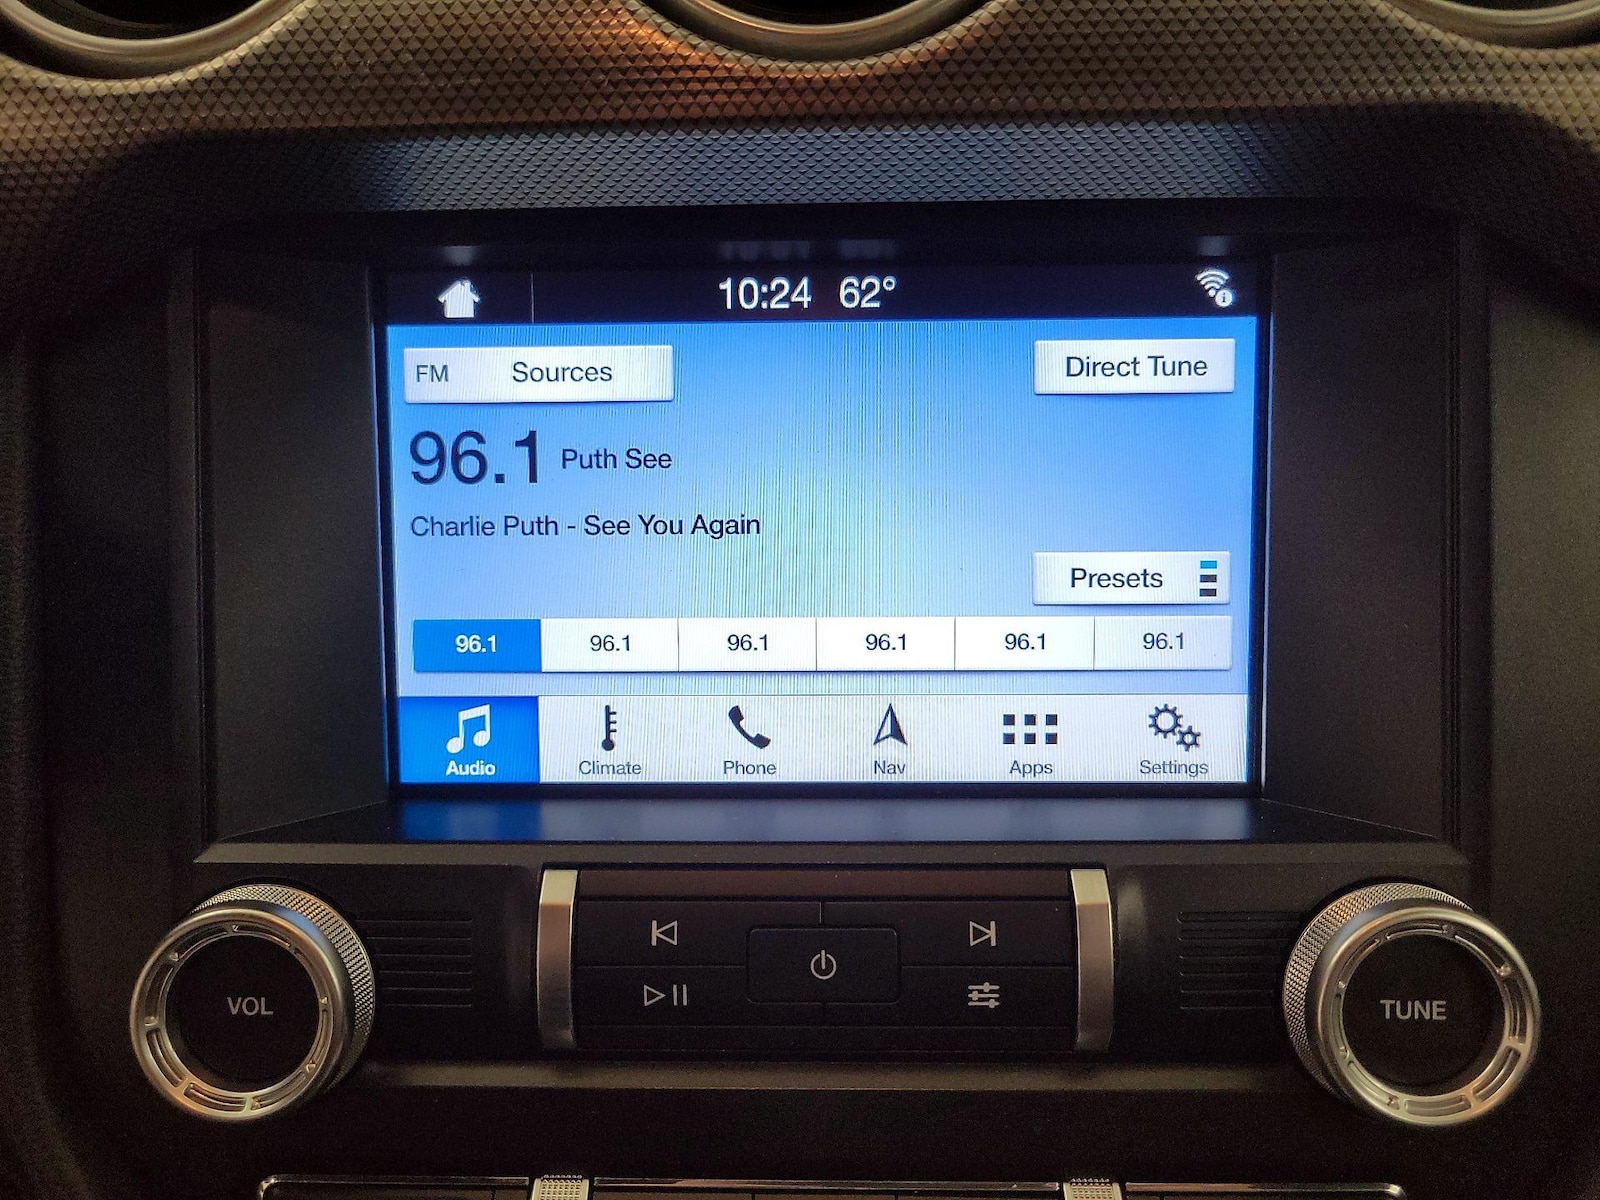 10:24 62°
FM Sources
Direct Tune
96.1 Puth See
Charlie Puth - See You Again
Presets
96.1 96.1 96.1 96.1 96.1 96.1
Audio Climate Phone Nav Apps Settings
VOL
TUNE